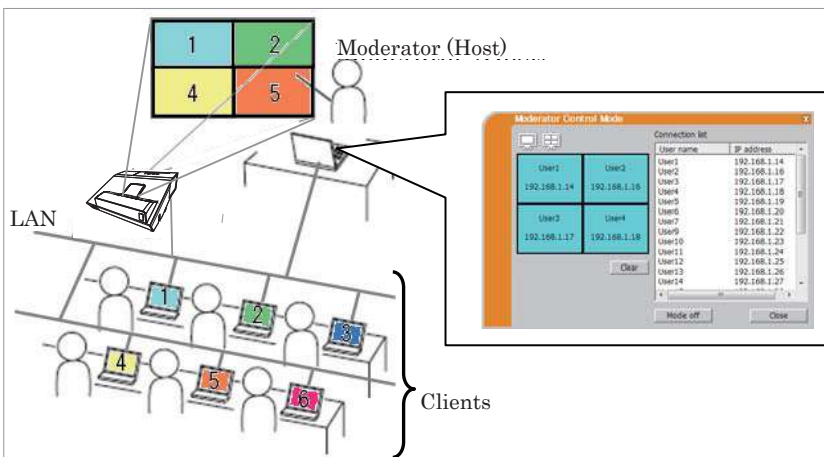 1 2
4 5
Moderator (Host)
LAN
1 2 3
4 5 6
Clients
Moderator Control Mode x
User1 User2
192.168.1.14 192.168.1.16
User3 User4
192.168.1.17 192.168.1.18
Clear
Connection list
User name IP address
User1 192.168.1.14
User2 192.168.1.16
User3 192.168.1.17
User4 192.168.1.18
User5 192.168.1.19
User6 192.168.1.20
User7 192.168.1.21
User9 192.168.1.22
User10 192.168.1.23
User11 192.168.1.24
User12 192.168.1.25
User13 192.168.1.26
User14 192.168.1.27
Mode off Close